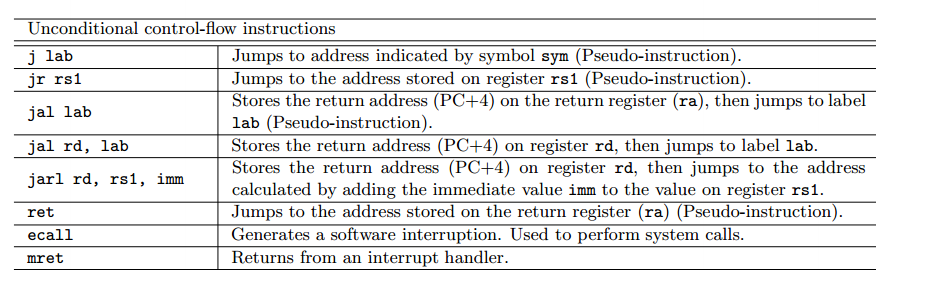 Unconditional control-flow instructions
j lab Jumps to address indicated by symbol sym (Pseudo-instruction).
jr rs1 Jumps to the address stored on register rs1 (Pseudo-instruction).
jal lab Stores the return address (PC+4) on the return register (ra), then jumps to label
lab (Pseudo-instruction).
jal rd, lab Stores the return address (PC+4) on register rd, then jumps to label lab.
jarl rd, rs1, imm Stores the return address (PC+4) on register rd, then jumps to the address
calculated by adding the immediate value imm to the value on register rs1.
ret Jumps to the address stored on the return register (ra) (Pseudo-instruction).
ecall Generates a software interruption. Used to perform system calls.
mret Returns from an interrupt handler.